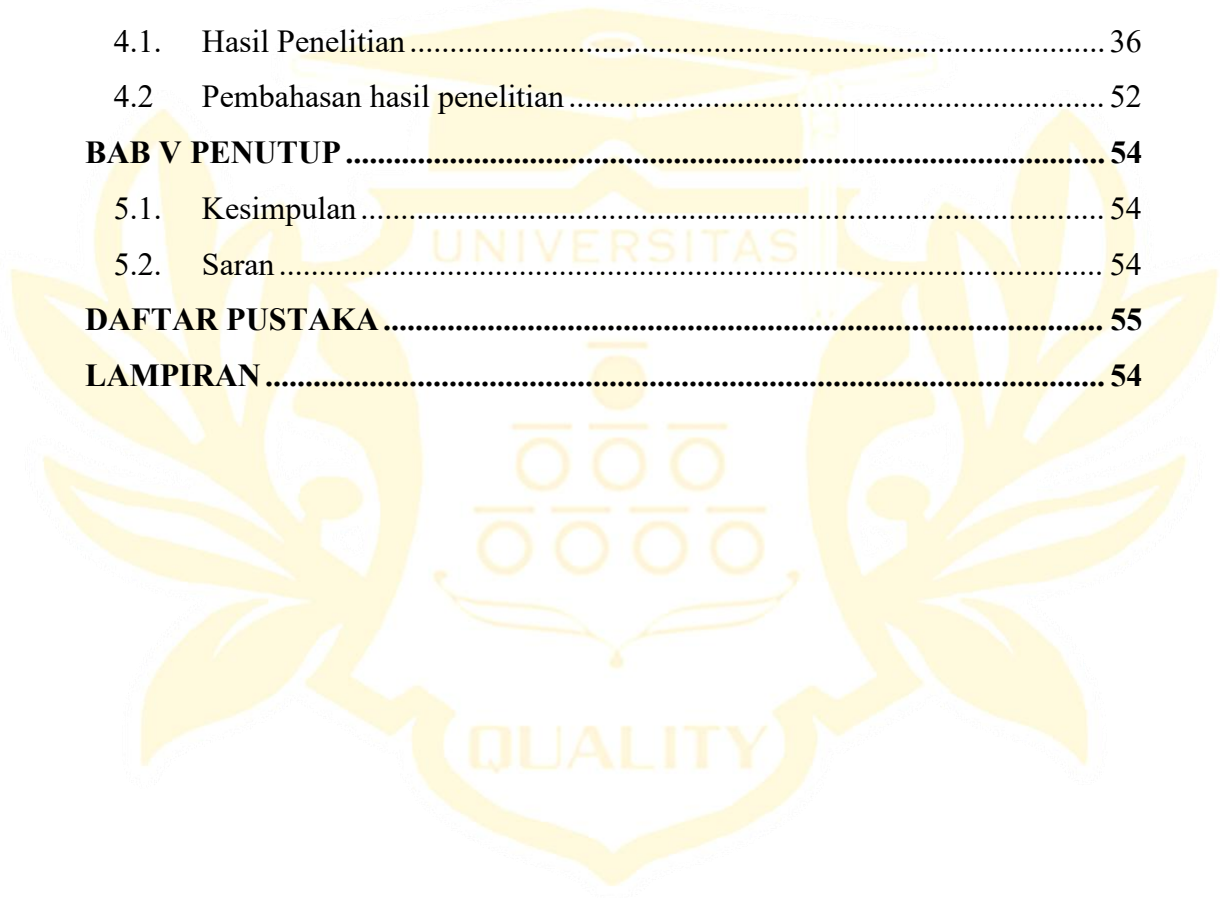 4.1. Hasil Penelitian ........................................................................................ 36
4.2 Pembahasan hasil penelitian .................................................................... 52
BAB V PENUTUP ................................................................................................ 54
5.1. Kesimpulan .............................................................................................. 54
UNIVERSITAS
5.2. Saran ........................................................................................................ 54
DAFTAR PUSTAKA ........................................................................................... 55
LAMPIRAN .......................................................................................................... 54
QUALITY